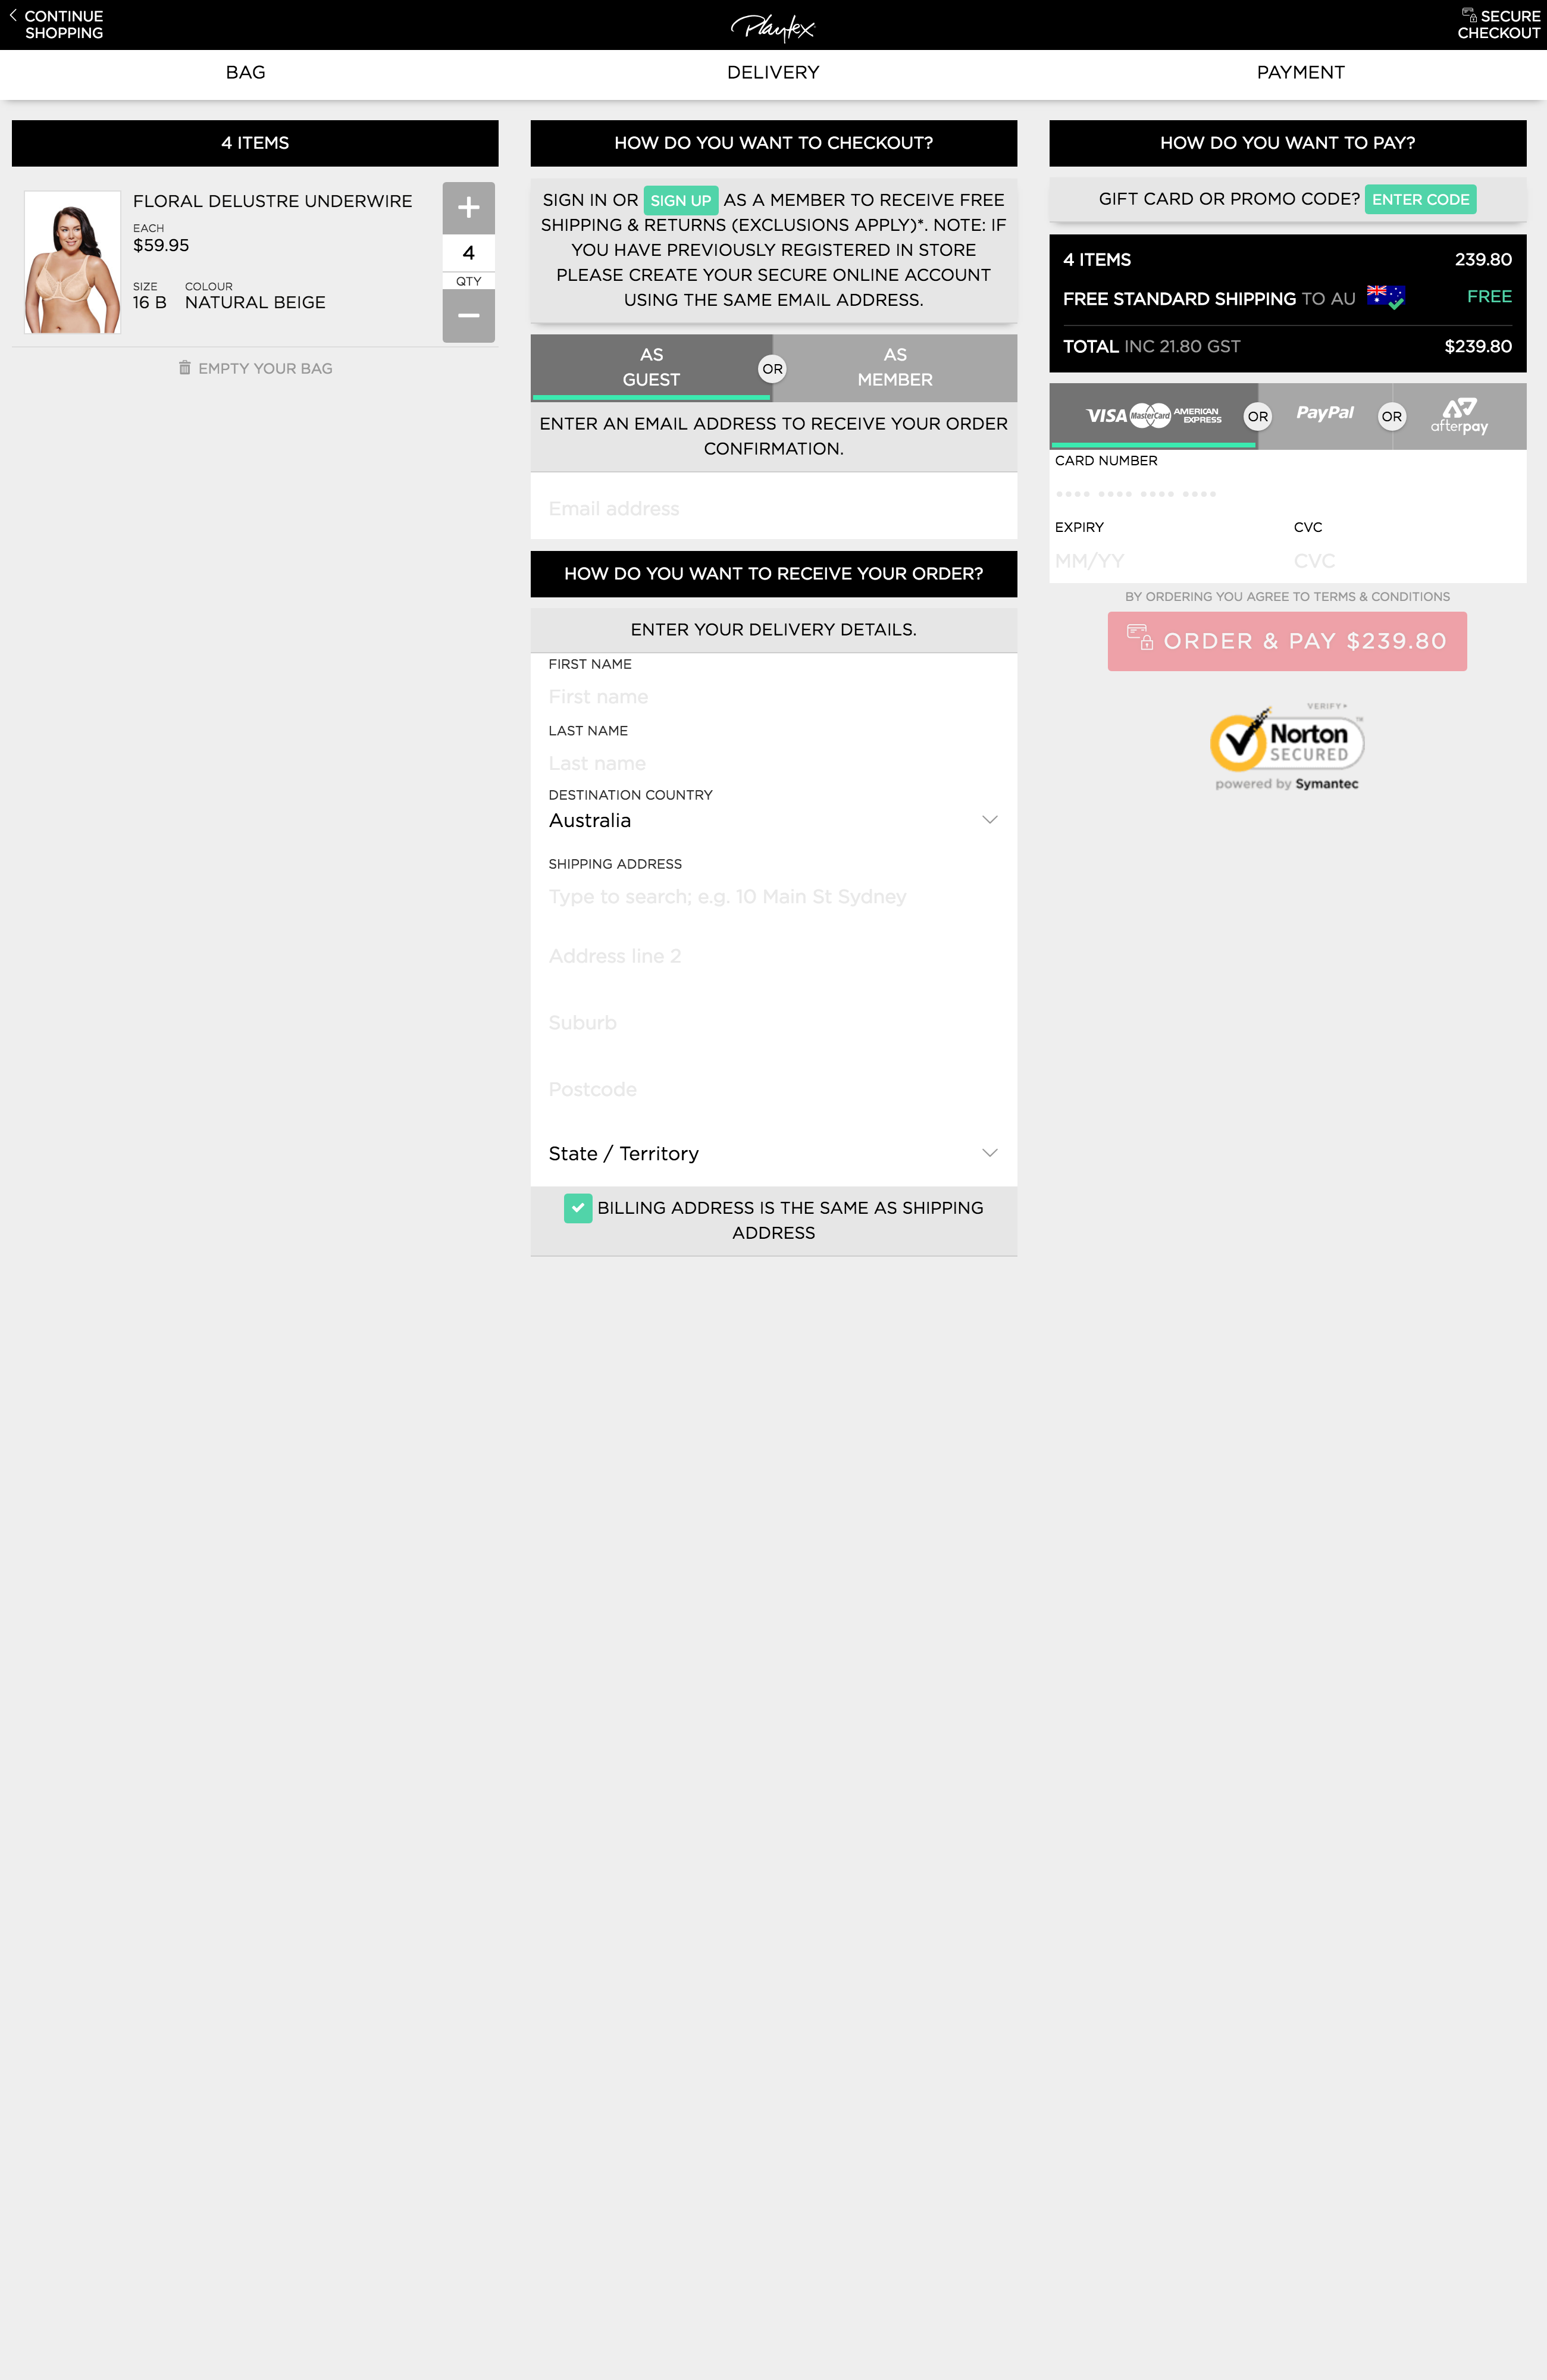 CONTINUE
SHOPPING
Playtex
SECURE
CHECKOUT
BAG
DELIVERY
PAYMENT
4 ITEMS
FLORAL DELUSTRE UNDERWIRE
EACH
$59.95
SIZE
COLOUR
16 B
NATURAL BEIGE
4
QTY
EMPTY YOUR BAG
HOW DO YOU WANT TO CHECKOUT?
SIGN IN OR SIGN UP AS A MEMBER TO RECEIVE FREE
SHIPPING & RETURNS (EXCLUSIONS APPLY)*. NOTE: IF
YOU HAVE PREVIOUSLY REGISTERED IN STORE
PLEASE CREATE YOUR SECURE ONLINE ACCOUNT
USING THE SAME EMAIL ADDRESS.
AS
GUEST
OR
AS
MEMBER
ENTER AN EMAIL ADDRESS TO RECEIVE YOUR ORDER
CONFIRMATION.
Email address
HOW DO YOU WANT TO RECEIVE YOUR ORDER?
ENTER YOUR DELIVERY DETAILS.
FIRST NAME
First name
LAST NAME
Last name
DESTINATION COUNTRY
Australia
SHIPPING ADDRESS
Type to search; e.g. 10 Main St Sydney
Address line 2
Suburb
Postcode
State / Territory
BILLING ADDRESS IS THE SAME AS SHIPPING
ADDRESS
HOW DO YOU WANT TO PAY?
GIFT CARD OR PROMO CODE? ENTER CODE
4 ITEMS 239.80
FREE STANDARD SHIPPING TO AU FREE
TOTAL INC 21.80 GST $239.80
VISA MasterCard AMERICAN
EXPRESS
OR
PayPal
OR
afterpay
CARD NUMBER
•••• •••• •••• ••••
EXPIRY
CVC
MM/YY
CVC
BY ORDERING YOU AGREE TO TERMS & CONDITIONS
ORDER & PAY $239.80
VERIFY
Norton
SECURED
TM
powered by Symantec